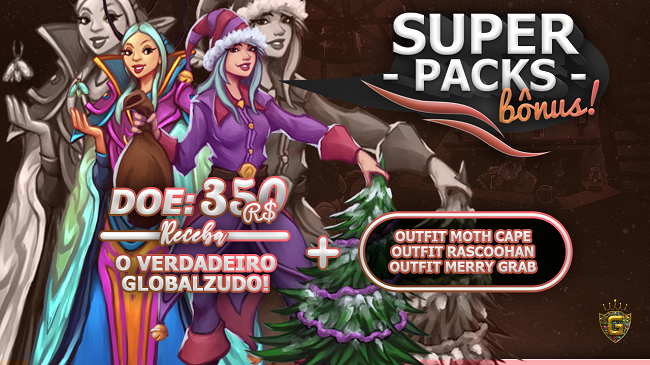 SUPER
- PACKS -
bônus!
DOE: 350 R$
Receba
O VERDADEIRO
GLOBALZUDO!
+
OUTFIT MOTH CAPE
OUTFIT RASCOOHAN
OUTFIT MERRY GRAB
G